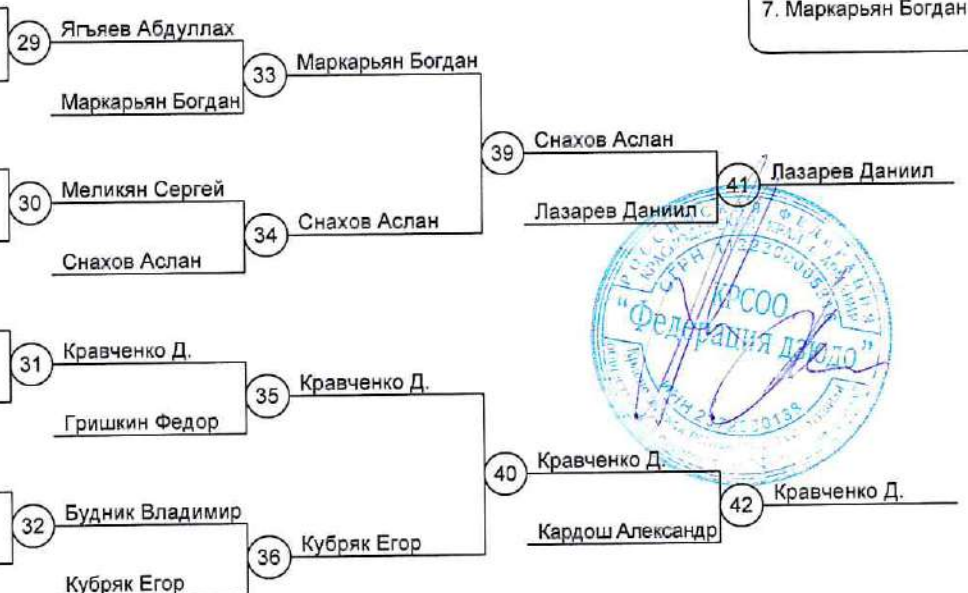 7. Маркарьян Богдан
29
Ягъяев Абдуллах
Маркарьян Богдан
33
Маркарьян Богдан
30
Меликян Сергей
Снахов Аслан
34
Снахов Аслан
39
Снахов Аслан
Лазарев Даниил
41
Лазарев Даниил
31
Кравченко Д.
Гришкин Федор
35
Кравченко Д.
32
Будник Владимир
Кубряк Егор
36
Кубряк Егор
40
Кравченко Д.
Кардош Александр
42
Кравченко Д.
КРСОО
"Федерация дзюдо"